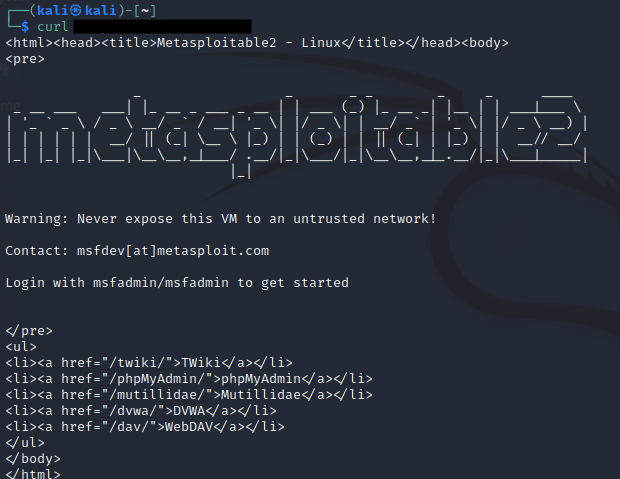 ┌──(kali㉿kali)-[~]
└─$ curl
<html><head><title>Metasploitable2 - Linux</title></head><body>
<pre>
metasploitable2
Warning: Never expose this VM to an untrusted network!
Contact: msfdev[at]metasploit.com
Login with msfadmin/msfadmin to get started
</pre>
<ul>
<li><a href="/twiki/">TWiki</a></li>
<li><a href="/phpMyAdmin/">phpMyAdmin</a></li>
<li><a href="/mutillidae/">Mutillidae</a></li>
<li><a href="/dvwa/">DVWA</a></li>
<li><a href="/dav/">WebDAV</a></li>
</ul>
</body>
</html>